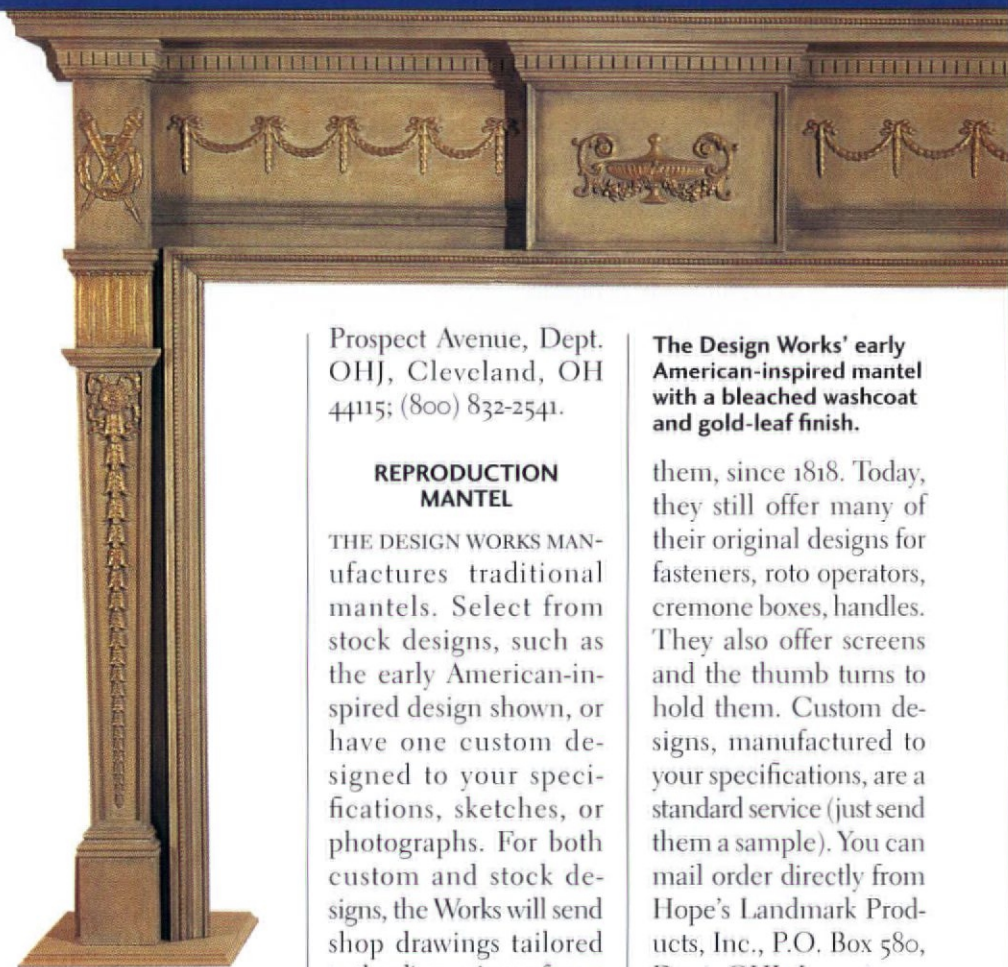 Prospect Avenue, Dept.
OHJ, Cleveland, OH
44115; (800) 832-2541.
REPRODUCTION
MANTEL
THE DESIGN WORKS MAN-
ufactures traditional
mantels. Select from
stock designs, such as
the early American-in-
spired design shown, or
have one custom de-
signed to your speci-
fications, sketches, or
photographs. For both
custom and stock de-
signs, the Works will send
shop drawings tailored
The Design Works' early
American-inspired mantel
with a bleached washcoat
and gold-leaf finish.
them, since 1818. Today,
they still offer many of
their original designs for
fasteners, roto operators,
cremone boxes, handles.
They also offer screens
and the thumb turns to
hold them. Custom de-
signs, manufactured to
your specifications, are a
standard service (just send
them a sample). You can
mail order directly from
Hope's Landmark Prod-
ucts, Inc., P.O. Box 580,